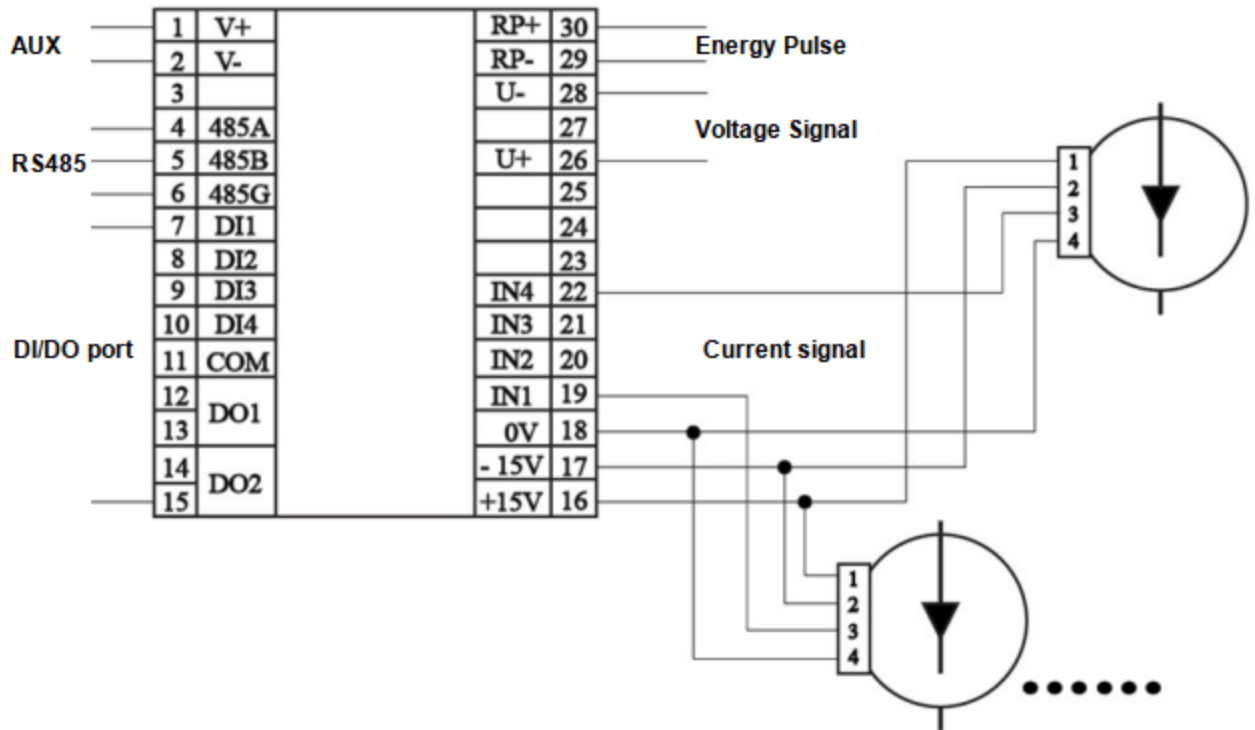 AUX
RS485
DI/DO port
1 V+
2 V-
3
4 485A
5 485B
6 485G
7 DI1
8 DI2
9 DI3
10 DI4
11 COM
12
DO1
13
14
DO2
15
RP+ 30
RP- 29
U- 28
27
U+ 26
25
24
23
IN4 22
IN3 21
IN2 20
IN1 19
0V 18
- 15V 17
+15V 16
Energy Pulse
Voltage Signal
Current signal
1
2
3
4
1
2
3
4